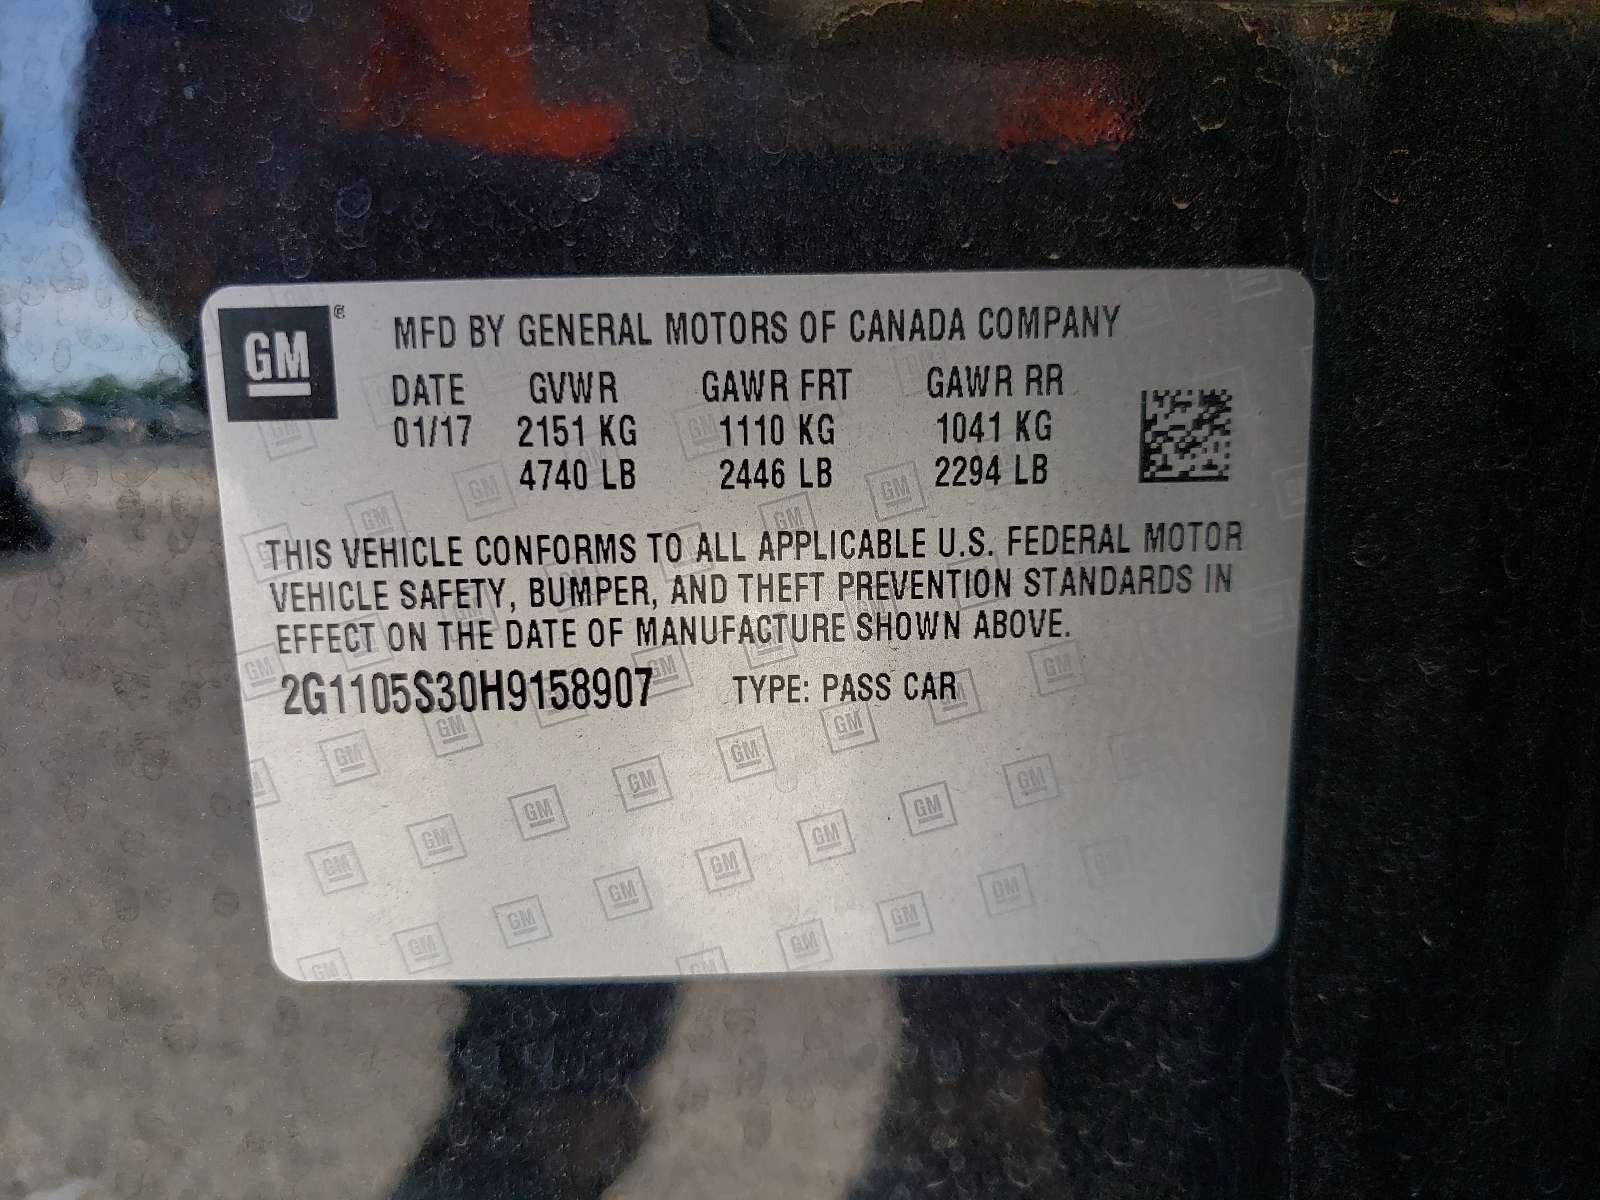 GM ® MFD BY GENERAL MOTORS OF CANADA COMPANY
DATE GVWR GAWR FRT GAWR RR
01/17 2151 KG 1110 KG 1041 KG
4740 LB 2446 LB 2294 LB
THIS VEHICLE CONFORMS TO ALL APPLICABLE U.S. FEDERAL MOTOR
VEHICLE SAFETY, BUMPER, AND THEFT PREVENTION STANDARDS IN
EFFECT ON THE DATE OF MANUFACTURE SHOWN ABOVE.
2G1105S30H9158907 TYPE: PASS CAR